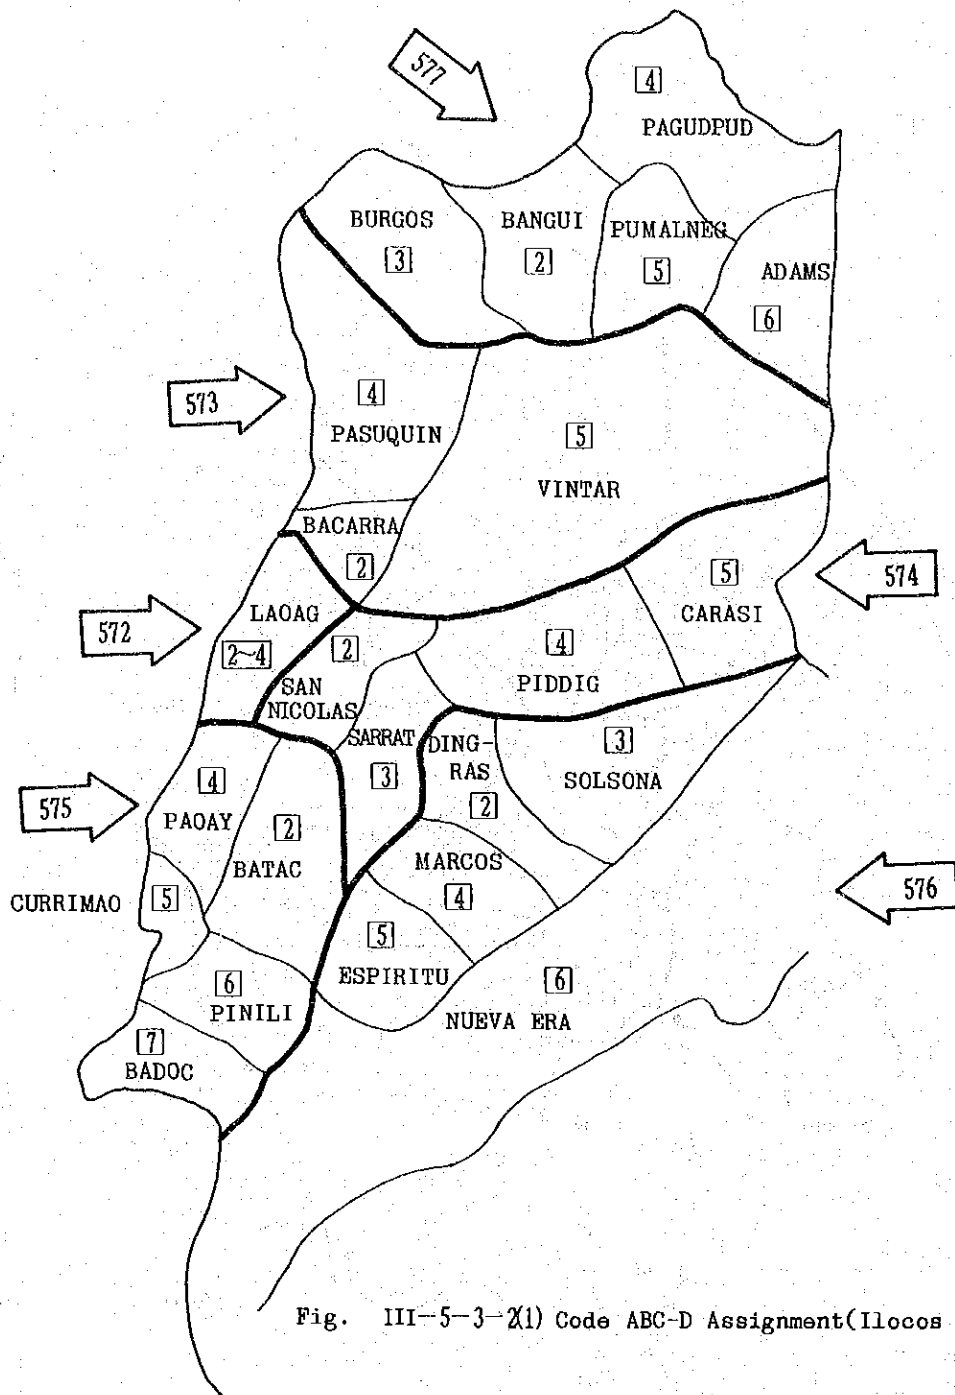 577
4
PAGUDPUD
BURGOS
3
BANGUI
2
PUMALNEG
5
ADAMS
6
573
4
PASUQUIN
5
VINTAR
BACARRA
2
572
LAOAG
2~4
2
SAN
NICOLAS
4
PIDDIG
5
CARASI
574
SARRAT
3
DING-
RAS
2
3
SOLSONA
575
4
PAOAY
2
BATAC
MARCOS
4
576
CURRIMAO
5
5
ESPIRITU
6
NUEVA ERA
6
PINILI
7
BADOC
Fig. III-5-3-2(1) Code ABC-D Assignment(Ilocos